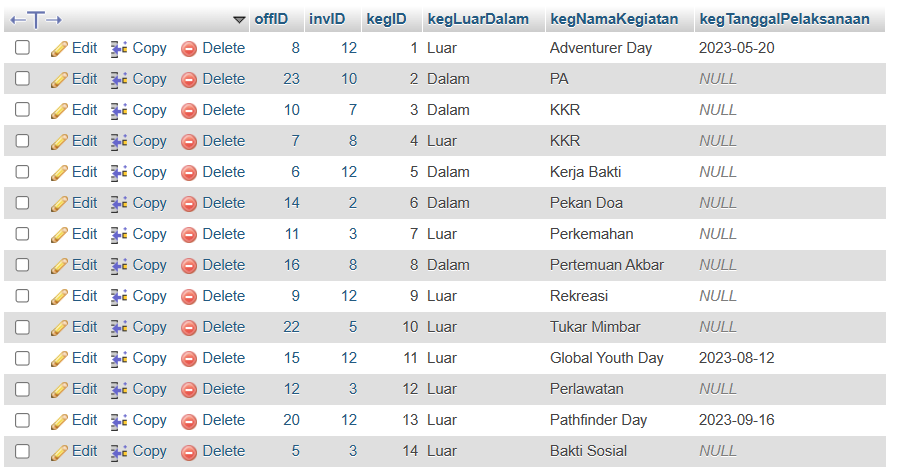 offID invID kegID kegLuarDalam kegNamaKegiatan kegTanggalPelaksanaan
Edit Copy Delete 8 12 1 Luar Adventurer Day 2023-05-20
Edit Copy Delete 23 10 2 Dalam PA NULL
Edit Copy Delete 10 7 3 Dalam KKR NULL
Edit Copy Delete 7 8 4 Luar KKR NULL
Edit Copy Delete 6 12 5 Dalam Kerja Bakti NULL
Edit Copy Delete 14 2 6 Dalam Pekan Doa NULL
Edit Copy Delete 11 3 7 Luar Perkemahan NULL
Edit Copy Delete 16 8 8 Dalam Pertemuan Akbar NULL
Edit Copy Delete 9 12 9 Luar Rekreasi NULL
Edit Copy Delete 22 5 10 Luar Tukar Mimbar NULL
Edit Copy Delete 15 12 11 Luar Global Youth Day 2023-08-12
Edit Copy Delete 12 3 12 Luar Perlawatan NULL
Edit Copy Delete 20 12 13 Luar Pathfinder Day 2023-09-16
Edit Copy Delete 5 3 14 Luar Bakti Sosial NULL